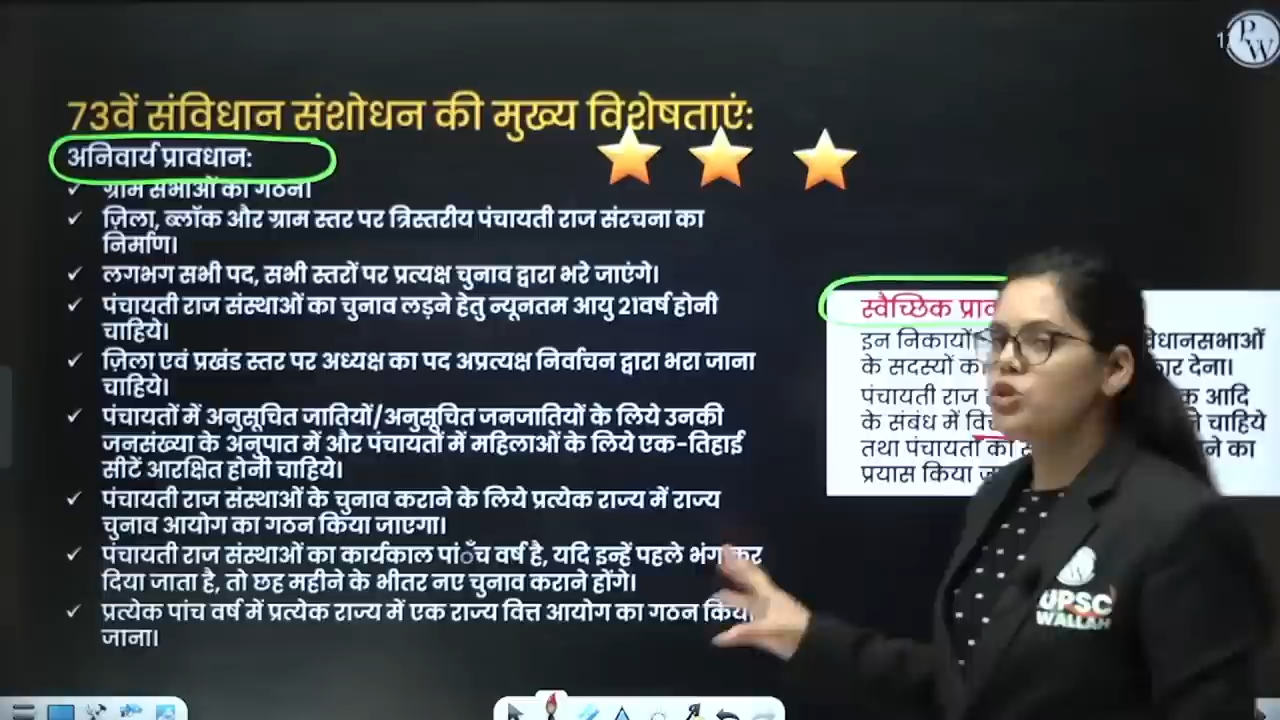 1
PW
73वें संविधान संशोधन की मुख्य विशेषताएं:
अनिवार्य प्रावधान:
ग्राम सभाओं का गठन।
ज़िला, ब्लॉक और ग्राम स्तर पर त्रिस्तरीय पंचायती राज संरचना का
निर्माण।
लगभग सभी पद, सभी स्तरों पर प्रत्यक्ष चुनाव द्वारा भरे जाएंगे।
पंचायती राज संस्थाओं का चुनाव लड़ने हेतु न्यूनतम आयु 21वर्ष होनी
चाहिये।
ज़िला एवं प्रखंड स्तर पर अध्यक्ष का पद अप्रत्यक्ष निर्वाचन द्वारा भरा जाना
चाहिये।
पंचायतों में अनुसूचित जातियों/अनुसूचित जनजातियों के लिये उनकी
जनसंख्या के अनुपात में और पंचायतों में महिलाओं के लिये एक-तिहाई
सीटें आरक्षित होनी चाहिये।
पंचायती राज संस्थाओं के चुनाव कराने के लिये प्रत्येक राज्य में राज्य
चुनाव आयोग का गठन किया जाएगा।
पंचायती राज संस्थाओं का कार्यकाल पांँच वर्ष है, यदि इन्हें पहले भंग कर
दिया जाता है, तो छह महीने के भीतर नए चुनाव कराने होंगे।
प्रत्येक पांच वर्ष में प्रत्येक राज्य में एक राज्य वित्त आयोग का गठन किया
जाना।
स्वैच्छिक
इन निकायों
के सदस्यों देना।
पंचायती राज आदि
के संबंध में चाहिये
तथा पंचायतों को का
प्रयास किया
UPSC
WALLAH